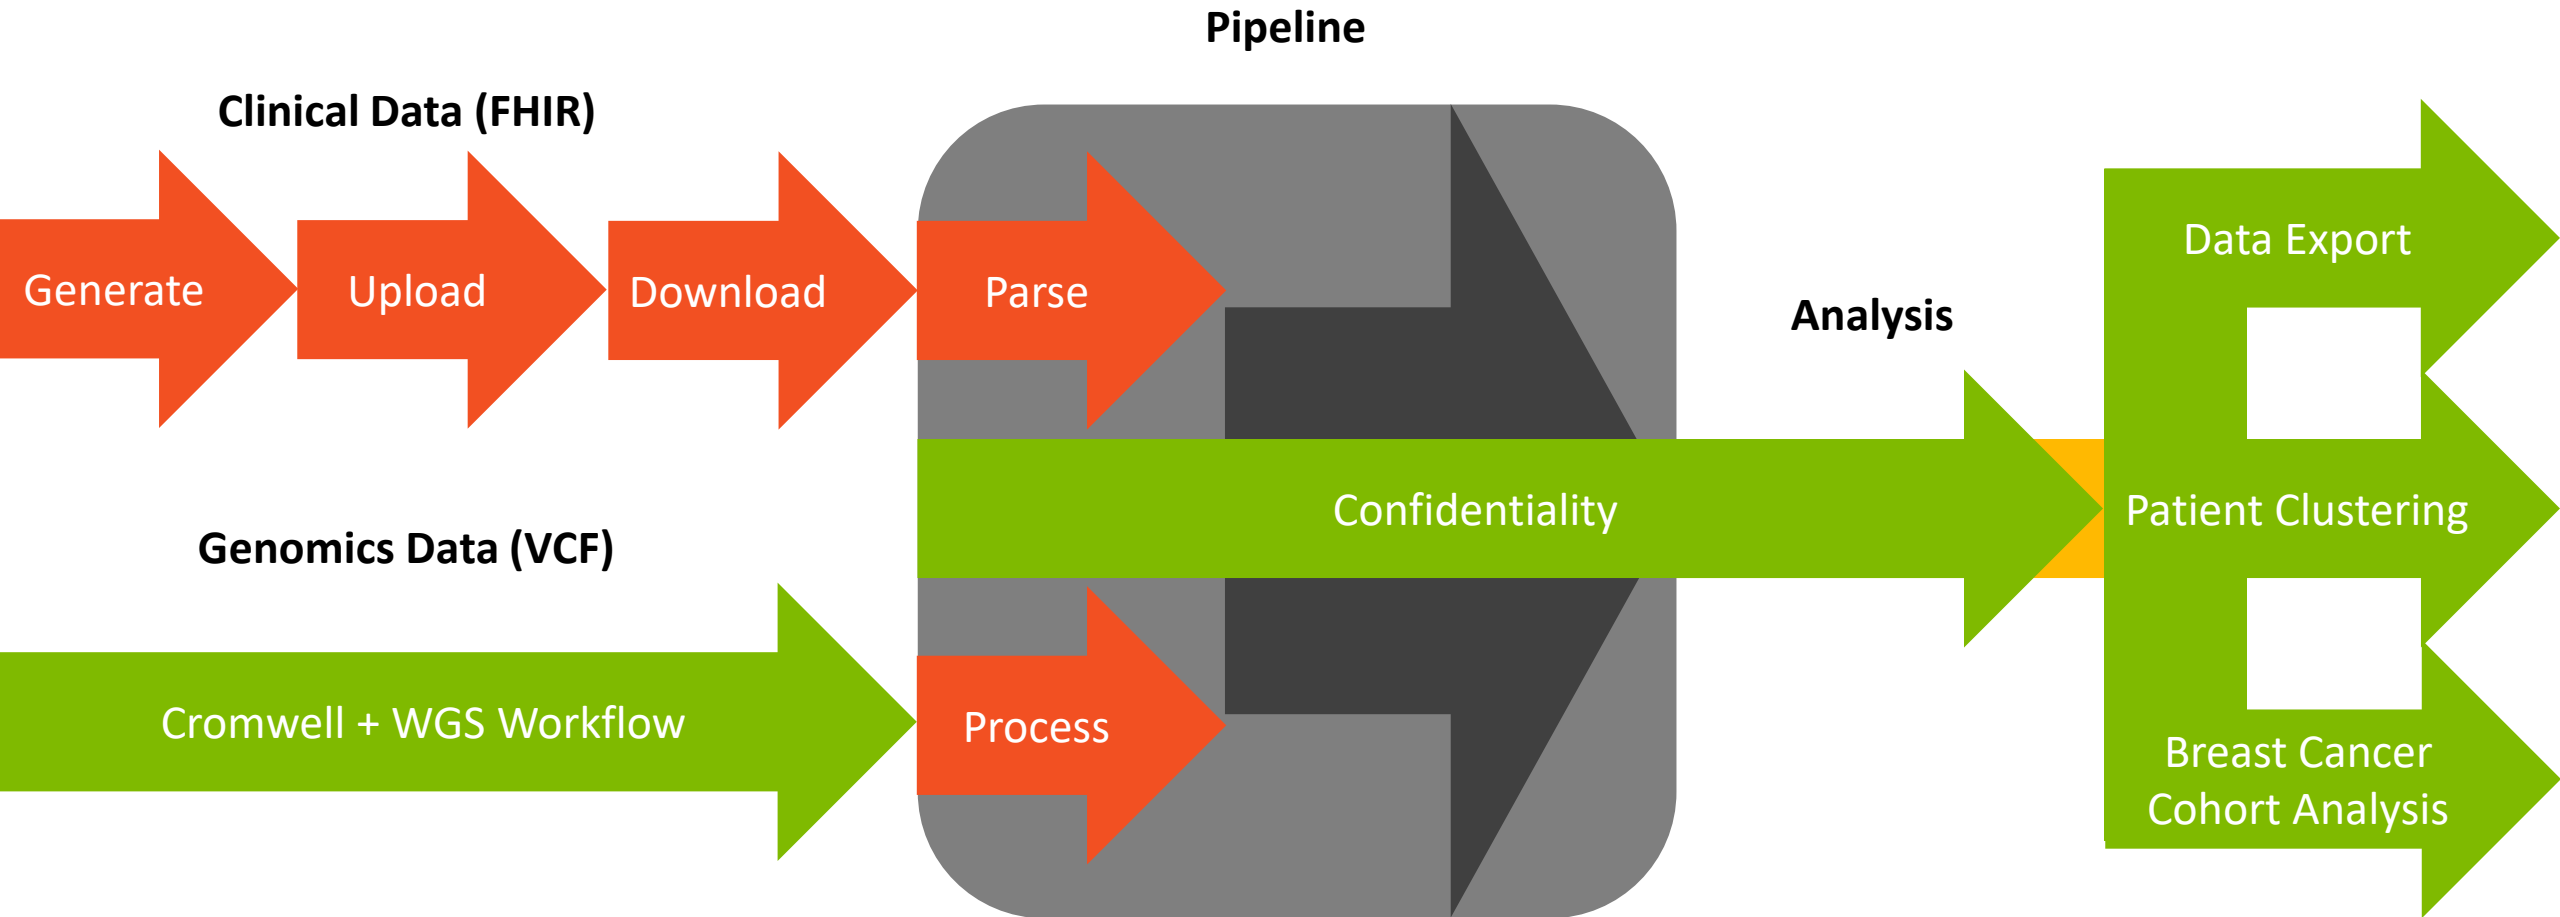 Pipeline
Clinical Data (FHIR)
Generate
Upload
Download
Parse
Data Export
Analysis
Confidentiality
Patient Clustering
Genomics Data (VCF)
Cromwell + WGS Workflow
Process
Breast Cancer
Cohort Analysis